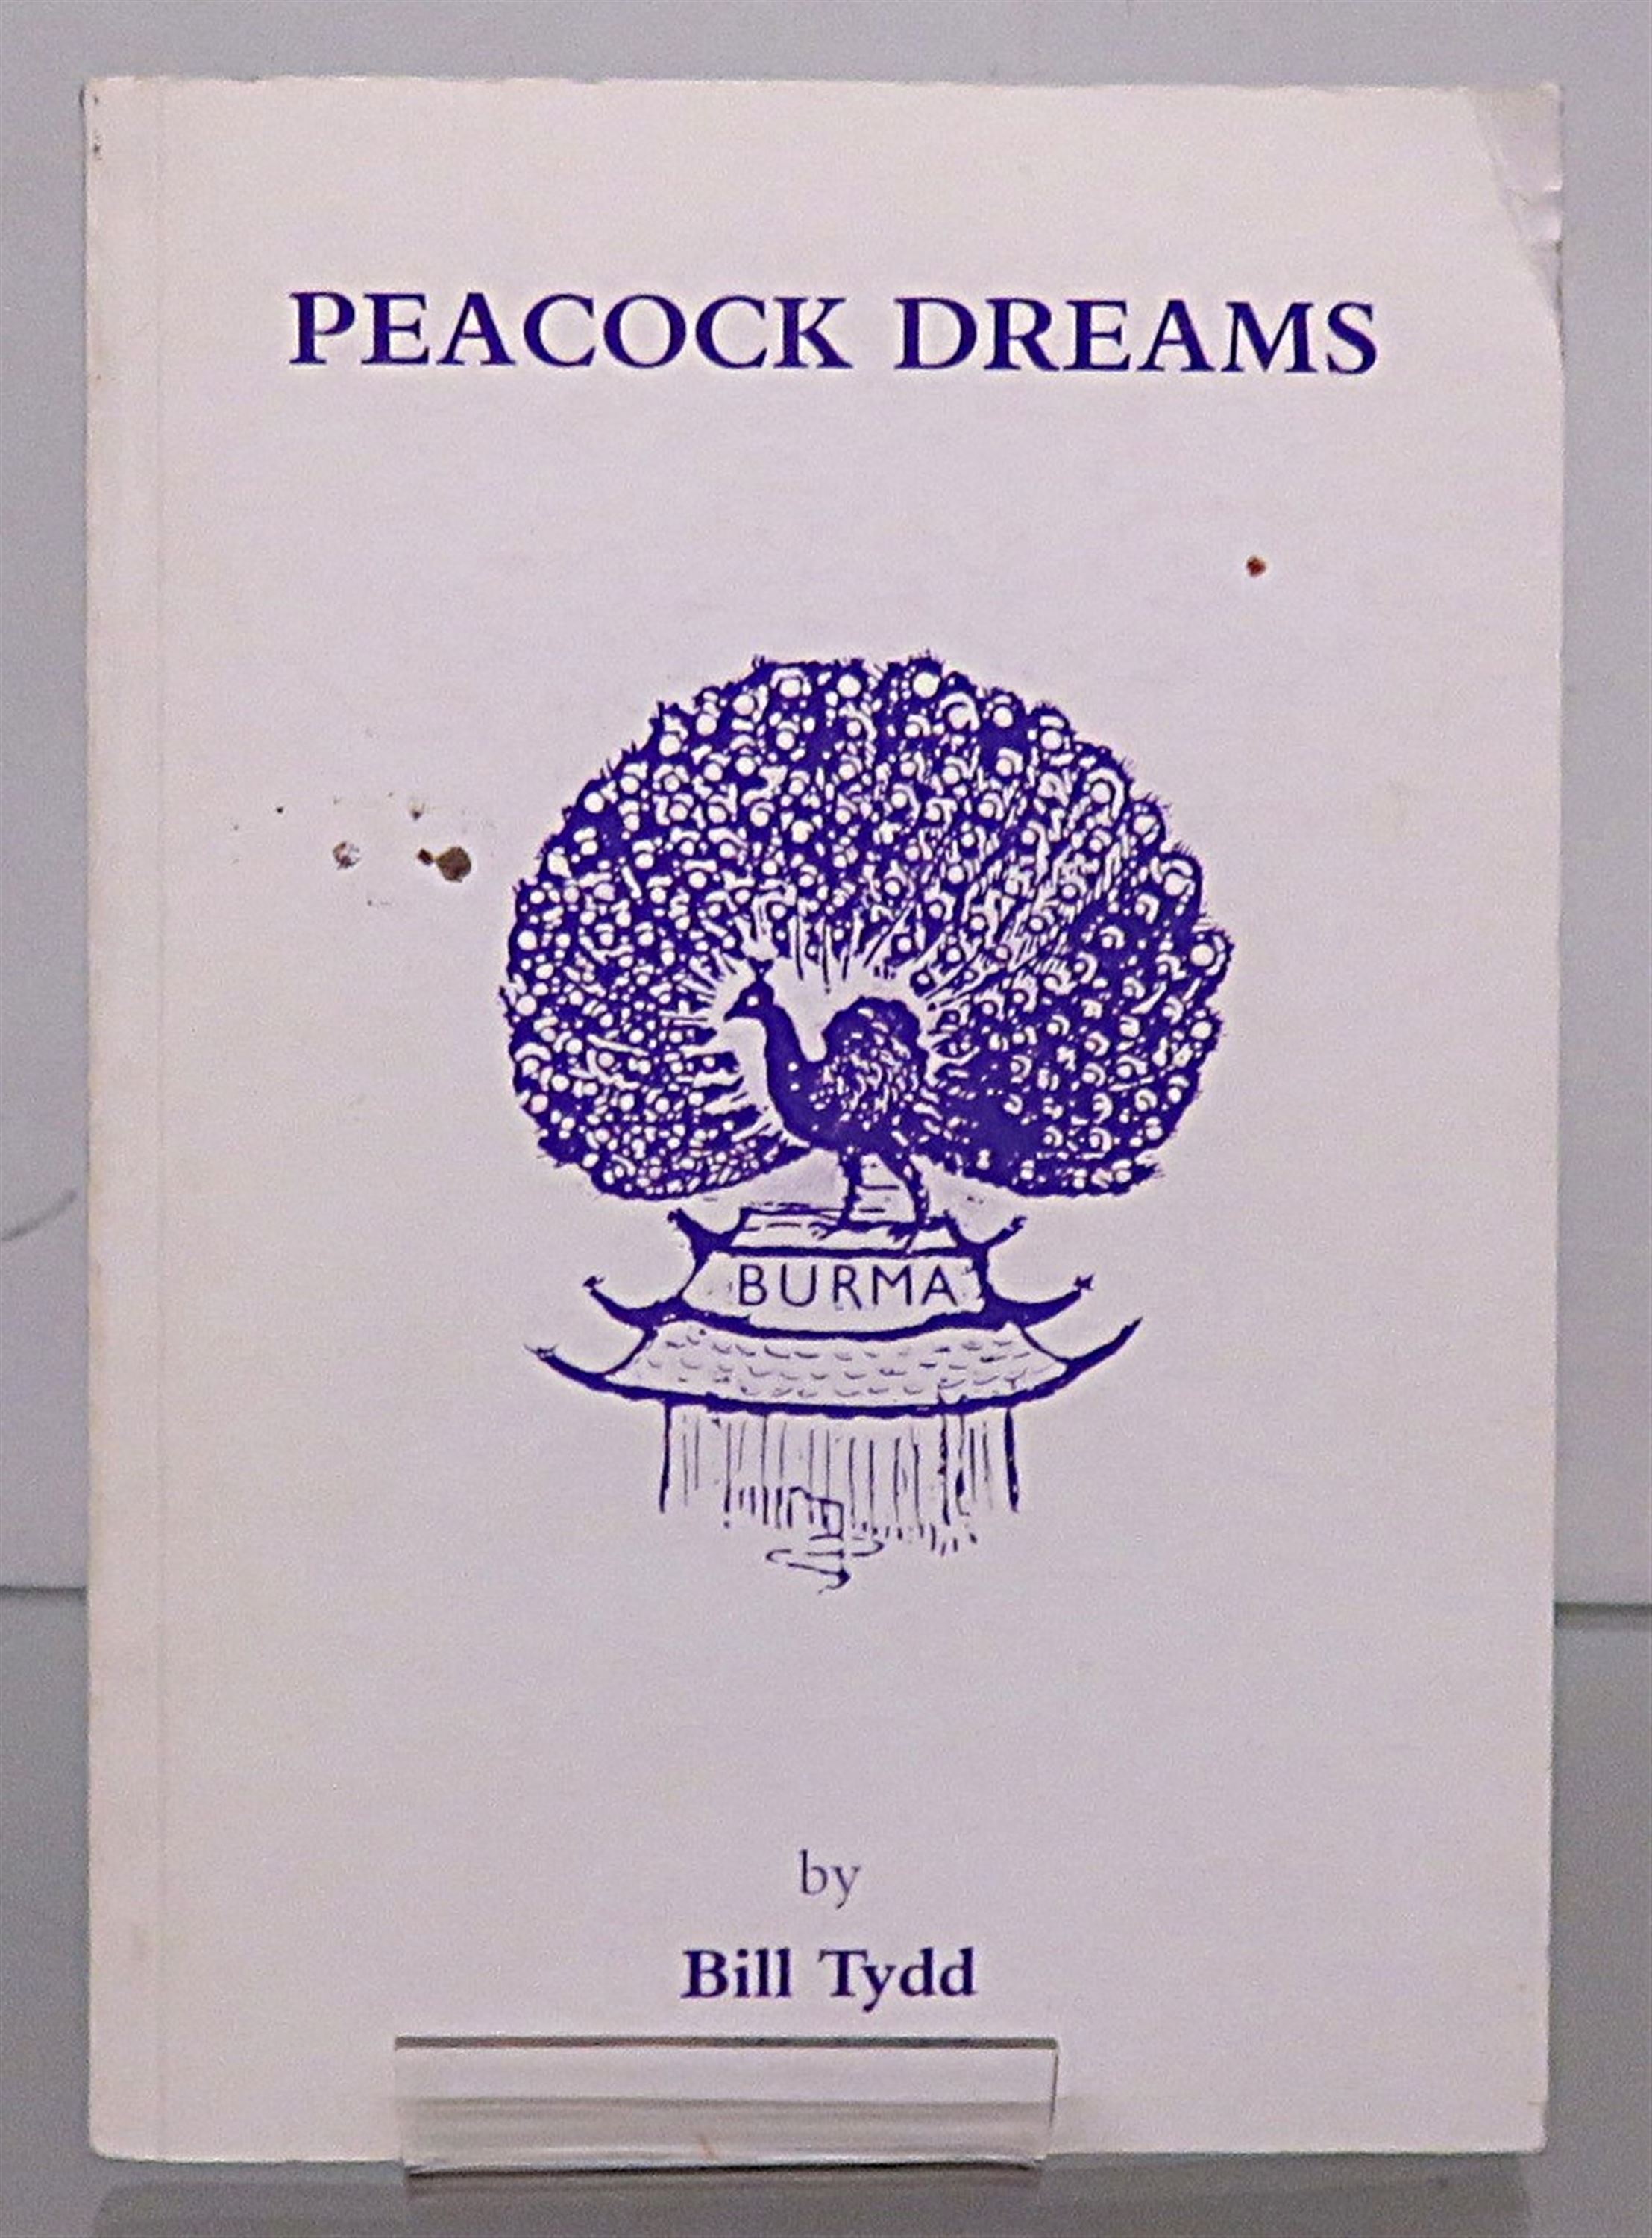 PEACOCK DREAMS
BURMA
by
Bill Tydd